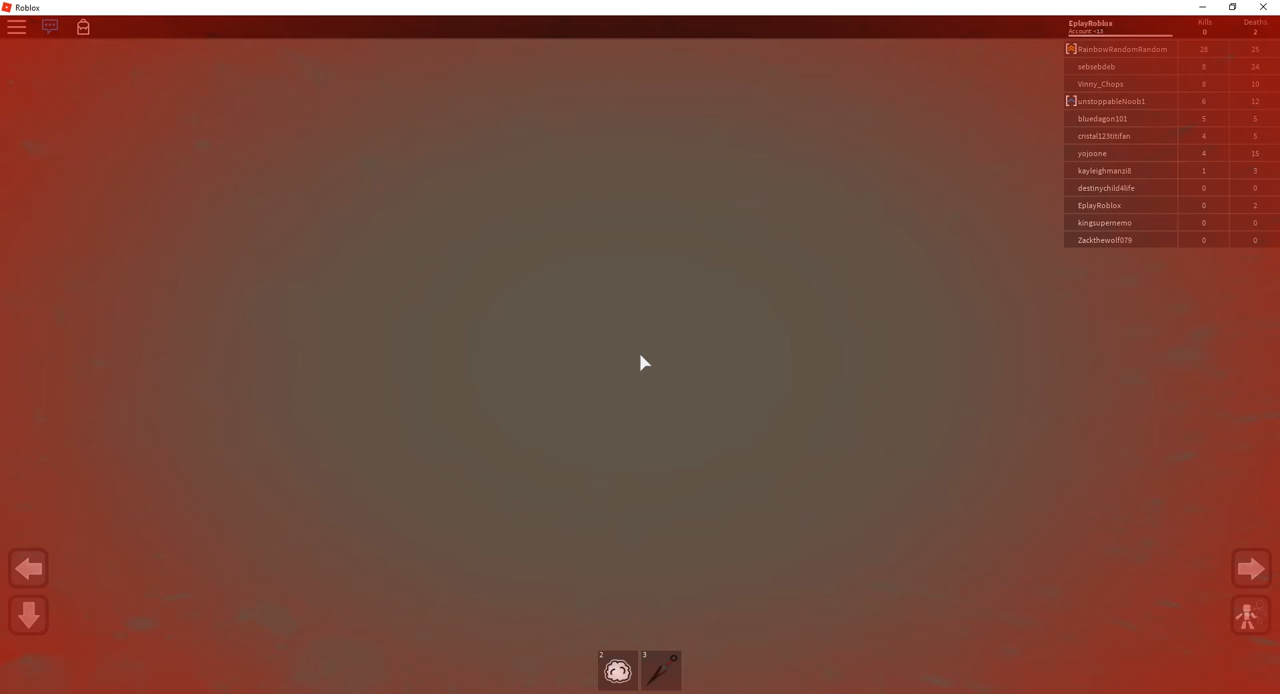 Roblox
EplayRoblox Kills Deaths
Account: <13 0 2
RainbowRandomRandom 28 25
sebsebdeb 8 24
Vinny_Chops 8 10
unstoppableNoob1 6 12
bluedagon101 5 5
cristal123titifan 4 5
yojoone 4 15
kayleighmanzi8 1 3
destinychild4life 0 0
EplayRoblox 0 2
kingsupernemo 0 0
Zackthewolf079 0 0
2 3